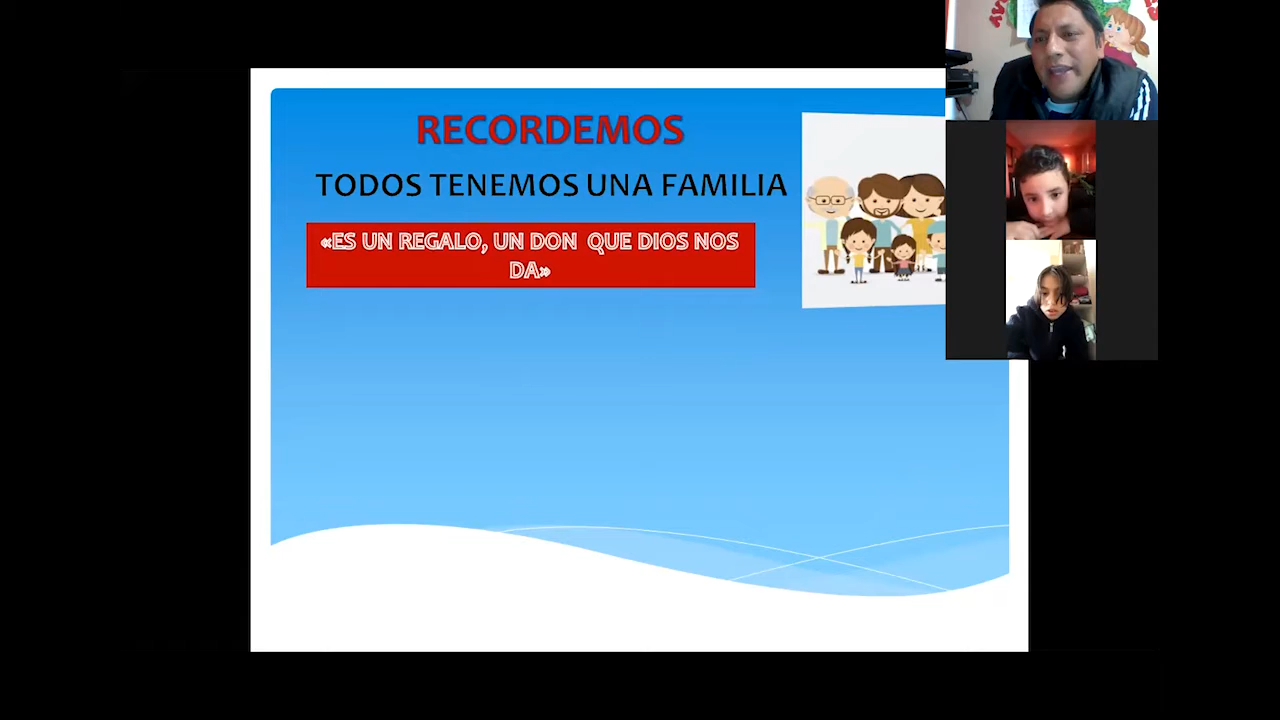 RECORDEMOS
TODOS TENEMOS UNA FAMILIA
«ES UN REGALO, UN DON QUE DIOS NOS
DA»